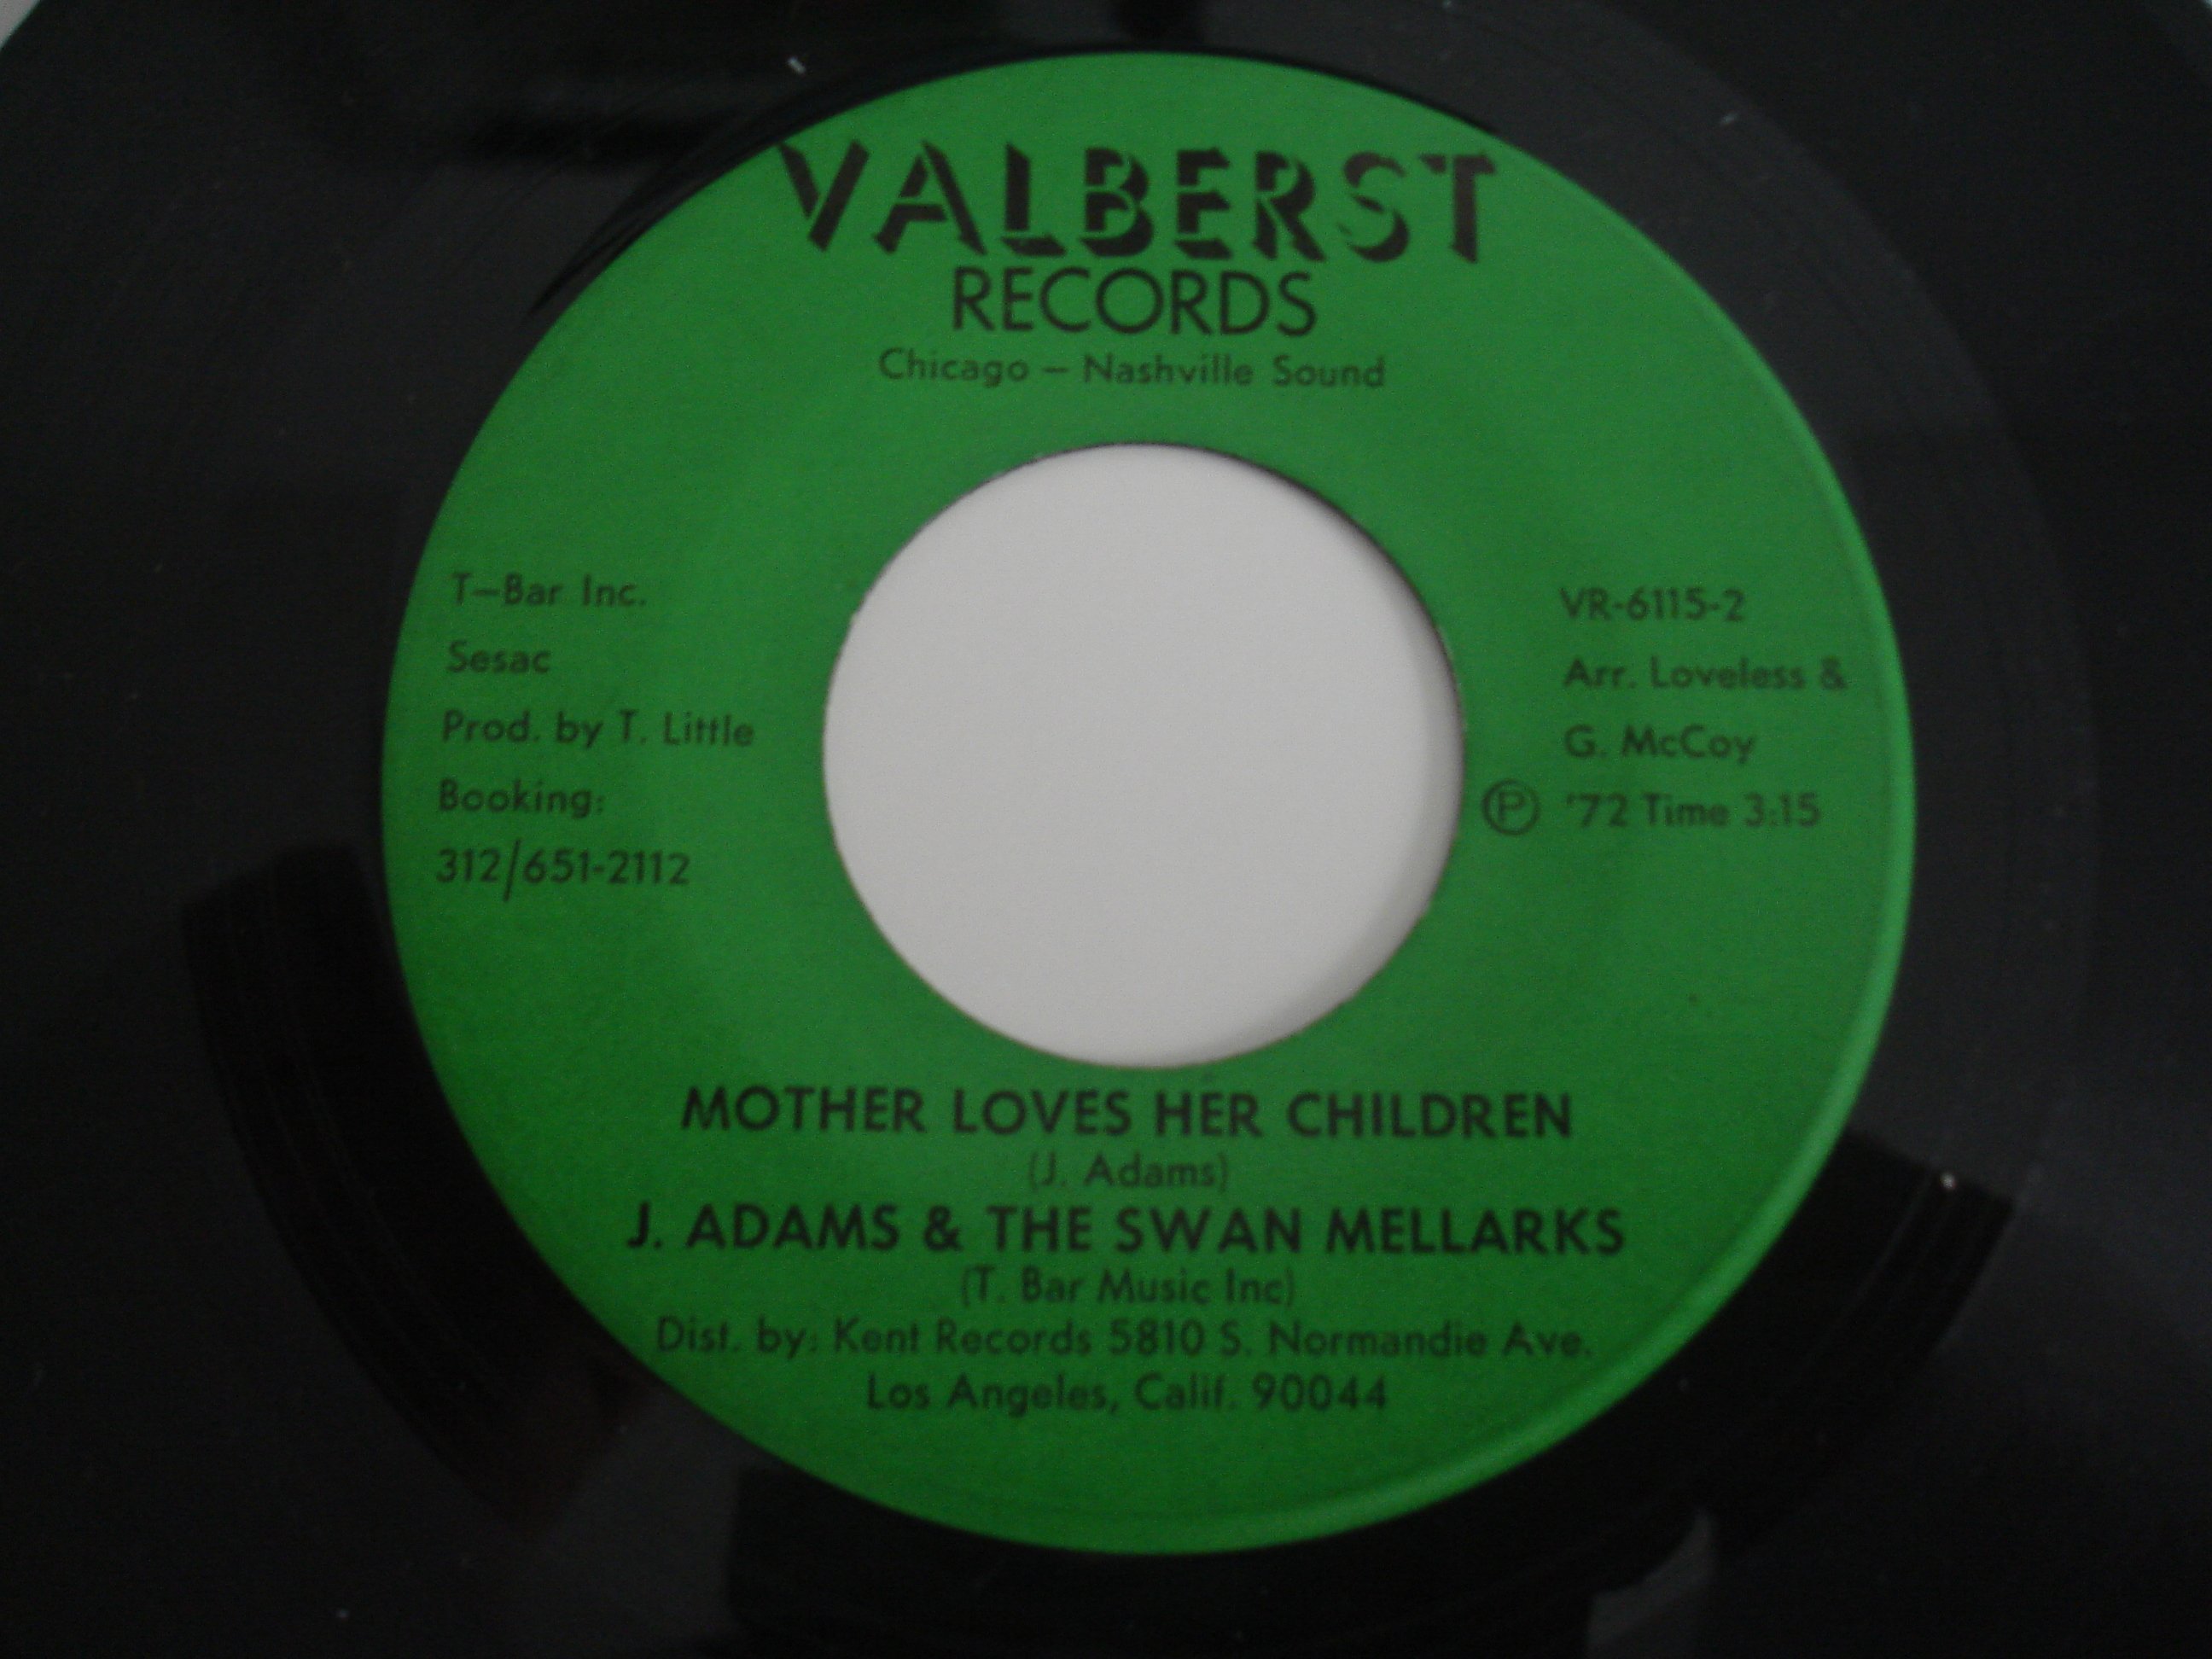 VALBERST
RECORDS
Chicago – Nashville Sound
T–Bar Inc.
Sesac
Prod. by T. Little
Booking:
312/651-2112
VR-6115-2
Arr. Loveless &
G. McCoy
℗ '72 Time 3:15
MOTHER LOVES HER CHILDREN
(J. Adams)
J. ADAMS & THE SWAN MELLARKS
(T. Bar Music Inc)
Dist. by: Kent Records 5810 S. Normandie Ave.
Los Angeles, Calif. 90044